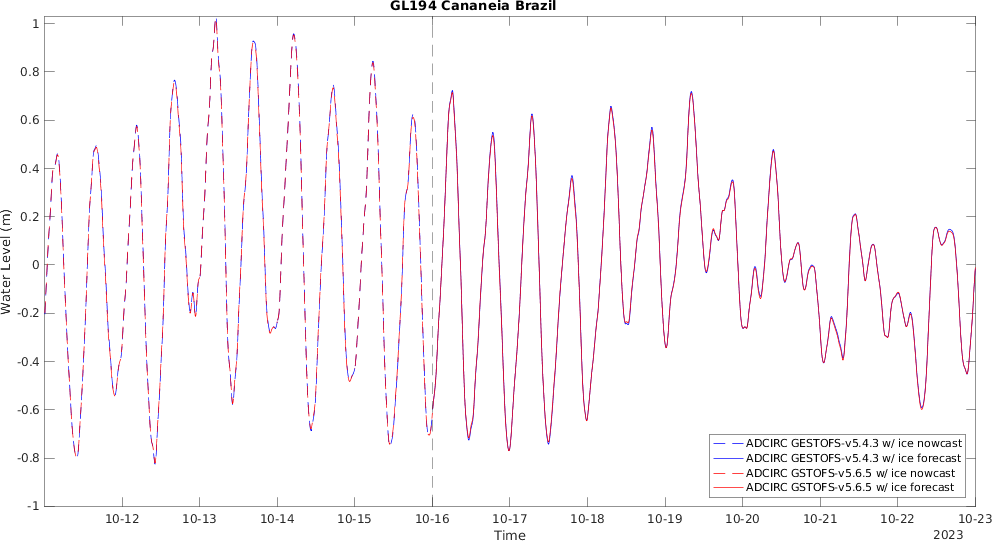 GL194 Cananeia Brazil
1
0.8
0.6
0.4
0.2
0
-0.2
-0.4
-0.6
-0.8
-1
Water Level (m)
10-12 10-13 10-14 10-15 10-16 10-17 10-18 10-19 10-20 10-21 10-22 10-23
Time
2023
ADCIRC GESTOFS-v5.4.3 w/ ice nowcast
ADCIRC GESTOFS-v5.4.3 w/ ice forecast
ADCIRC GSTOFS-v5.6.5 w/ ice nowcast
ADCIRC GSTOFS-v5.6.5 w/ ice forecast